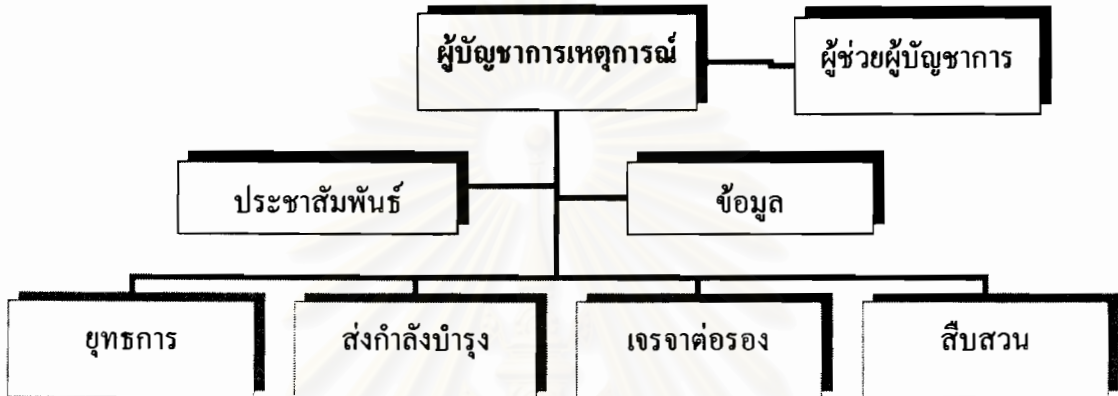 ผู้บัญชาการเหตุการณ์
ผู้ช่วยผู้บัญชาการ
ประชาสัมพันธ์
ข้อมูล
ยุทธการ
ส่งกำลังบำรุง
เจรจาต่อรอง
สืบสวน